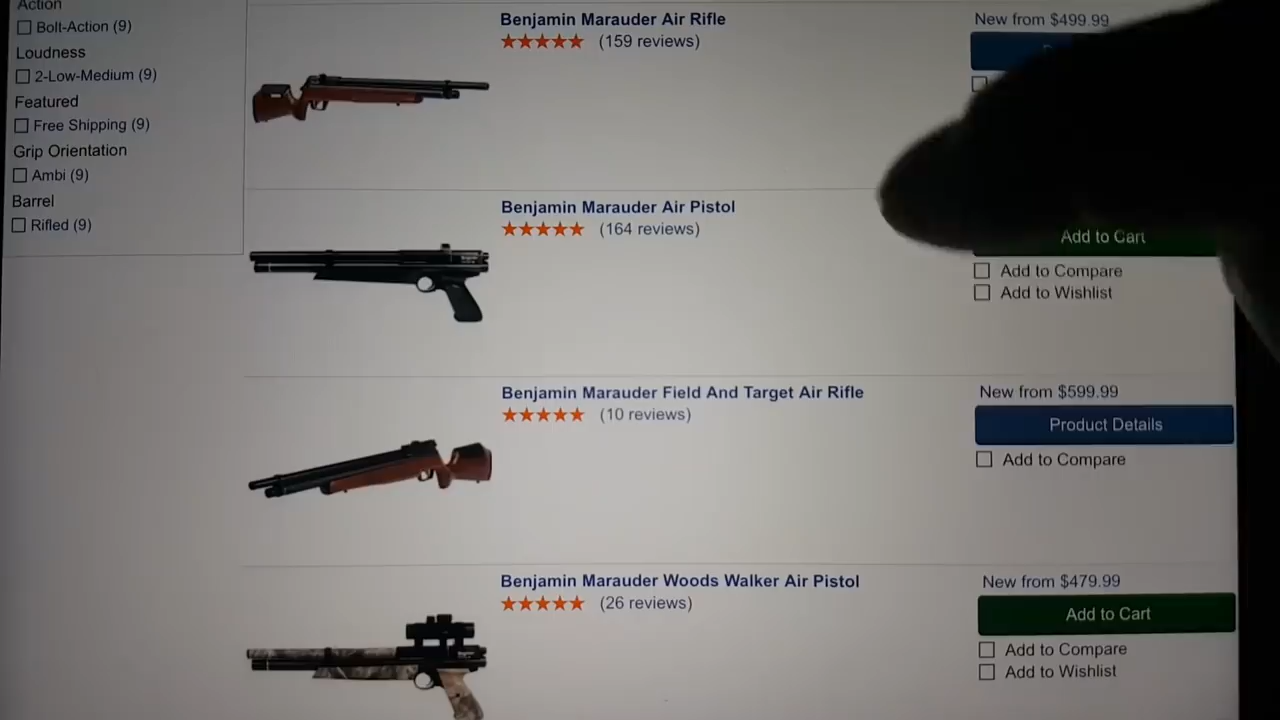 Action
Bolt-Action (9)
Loudness
2-Low-Medium (9)
Featured
Free Shipping (9)
Grip Orientation
Ambi (9)
Barrel
Rifled (9)
Benjamin Marauder Air Rifle
(159 reviews)
New from $499.99
Benjamin Marauder Air Pistol
(164 reviews)
Add to Cart
Add to Compare
Add to Wishlist
Benjamin Marauder Field And Target Air Rifle
(10 reviews)
New from $599.99
Product Details
Add to Compare
Benjamin Marauder Woods Walker Air Pistol
(26 reviews)
New from $479.99
Add to Cart
Add to Compare
Add to Wishlist